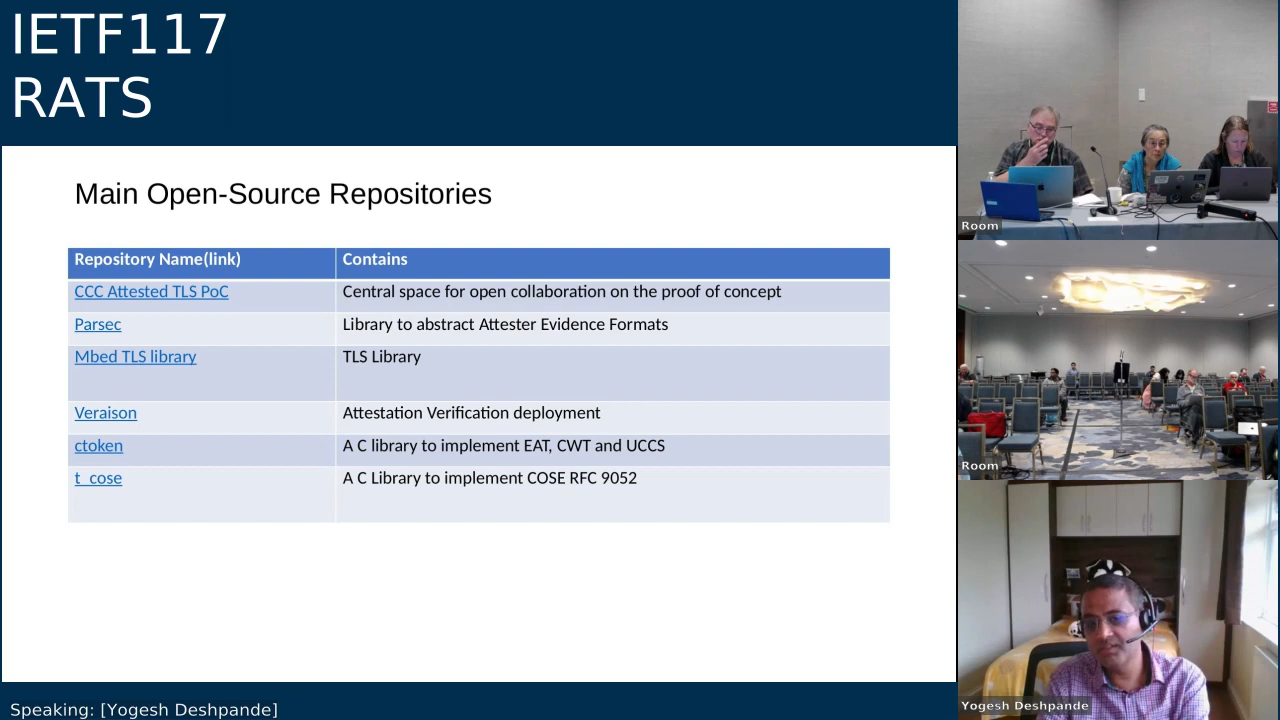 IETF117
RATS
Main Open-Source Repositories
Repository Name(link) Contains
CCC Attested TLS PoC Central space for open collaboration on the proof of concept
Parsec Library to abstract Attester Evidence Formats
Mbed TLS library TLS Library
Veraison Attestation Verification deployment
ctoken A C library to implement EAT, CWT and UCCS
t_cose A C Library to implement COSE RFC 9052
Speaking: [Yogesh Deshpande]
Room
Room
Yogesh Deshpande